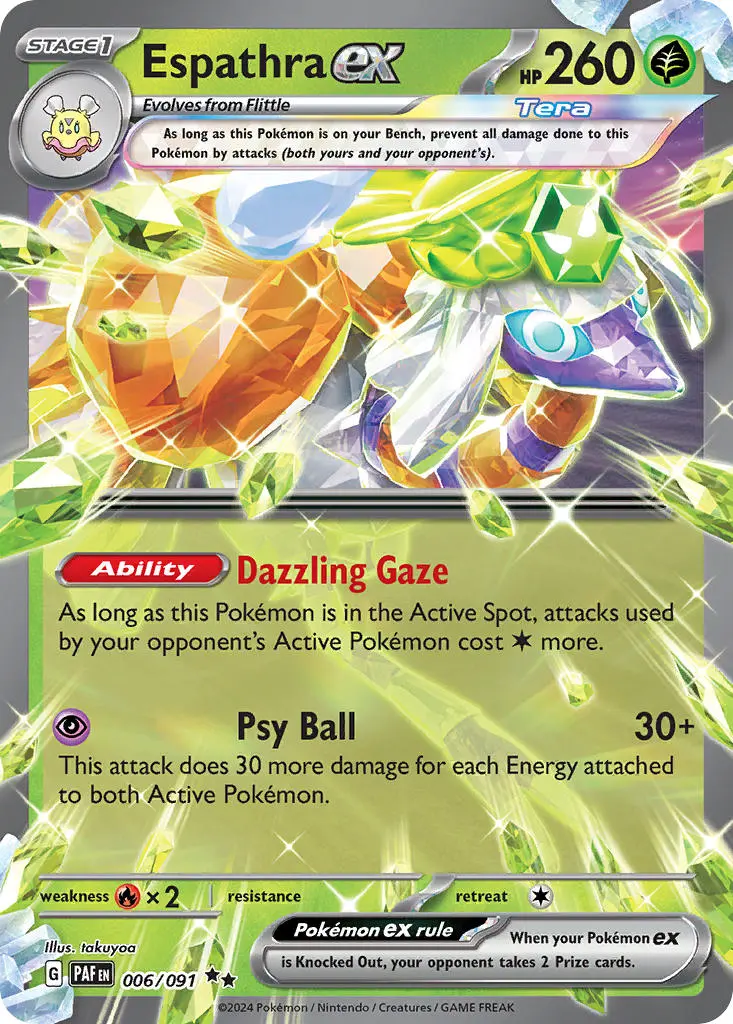 STAGE1
Espathra ex
HP 260
Evolves from Flittle
Tera
As long as this Pokémon is on your Bench, prevent all damage done to this
Pokémon by attacks (both yours and your opponent's).
Ability Dazzling Gaze
As long as this Pokémon is in the Active Spot, attacks used
by your opponent's Active Pokémon cost more.
Psy Ball 30+
This attack does 30 more damage for each Energy attached
to both Active Pokémon.
weakness ×2 resistance retreat
Illus. takuyoa
Pokémon ex rule
When your Pokémon ex
is Knocked Out, your opponent takes 2 Prize cards.
G PAF EN 006/091 ★★
©2024 Pokémon / Nintendo / Creatures / GAME FREAK